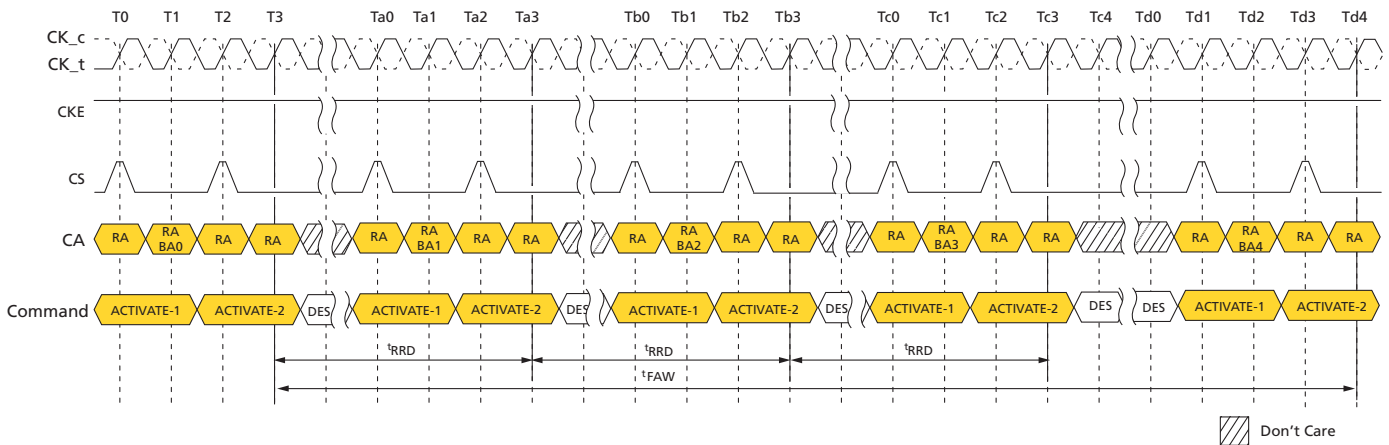 T0 T1 T2 T3 Ta0 Ta1 Ta2 Ta3 Tb0 Tb1 Tb2 Tb3 Tc0 Tc1 Tc2 Tc3 Tc4 Td0 Td1 Td2 Td3 Td4
CK_c
CK_t
CKE
CS
CA RA RA BA0 RA RA RA RA BA1 RA RA RA RA BA2 RA RA RA RA BA3 RA RA RA RA BA4 RA RA
Command ACTIVATE-1 ACTIVATE-2 DES ACTIVATE-1 ACTIVATE-2 DES ACTIVATE-1 ACTIVATE-2 DES ACTIVATE-1 ACTIVATE-2 DES DES ACTIVATE-1 ACTIVATE-2
tRRD tRRD tRRD
tFAW
Don't Care